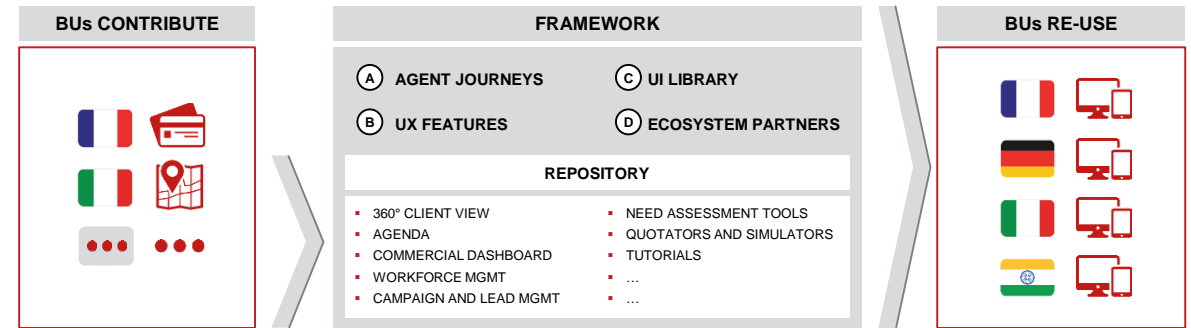 BUs CONTRIBUTE
FRAMEWORK
A AGENT JOURNEYS
B UX FEATURES
C UI LIBRARY
D ECOSYSTEM PARTNERS
REPOSITORY
▪ 360° CLIENT VIEW
▪ AGENDA
▪ COMMERCIAL DASHBOARD
▪ WORKFORCE MGMT
▪ CAMPAIGN AND LEAD MGMT
▪ NEED ASSESSMENT TOOLS
▪ QUOTATORS AND SIMULATORS
▪ TUTORIALS
▪ …
▪ …
BUs RE-USE